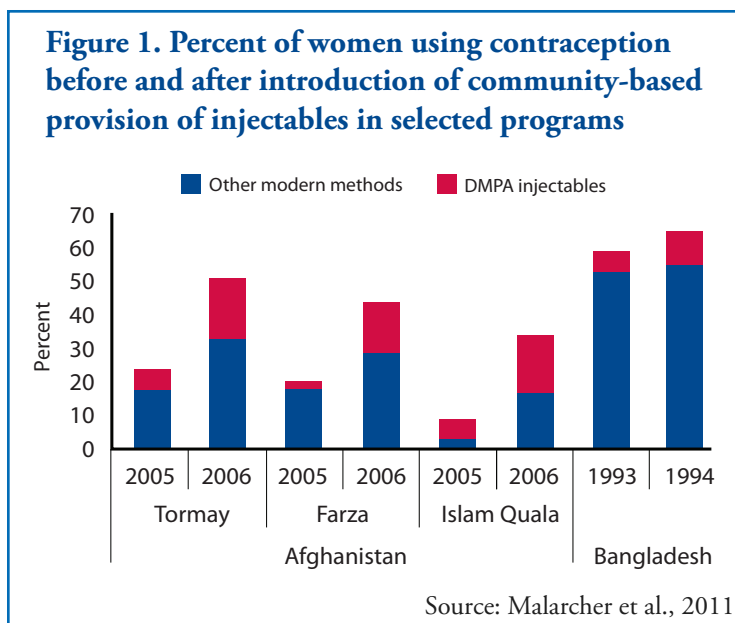 Figure 1. Percent of women using contraception
before and after introduction of community-based
provision of injectables in selected programs
Other modern methods DMPA injectables
70
60
50
40
30
20
10
0
Percent
2005 2006 2005 2006 2005 2006 1993 1994
Tormay Farza Islam Quala
Afghanistan Bangladesh
Source: Malarcher et al., 2011